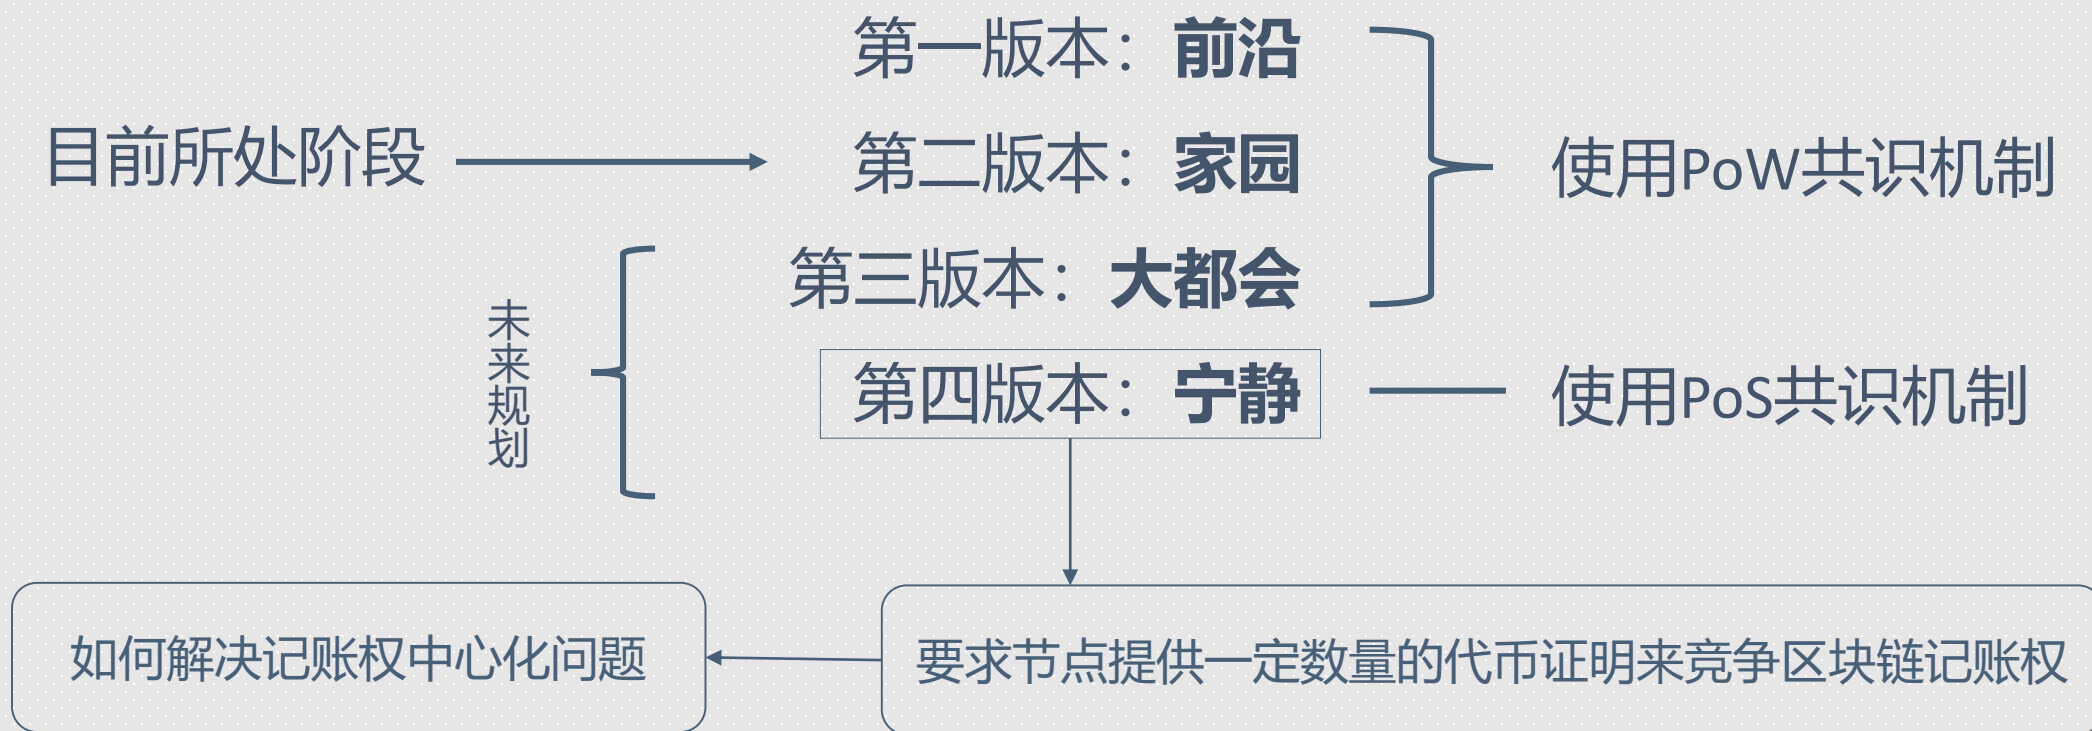 第一版本：前沿
目前所处阶段
第二版本：家园
使用PoW共识机制
第三版本：大都会
未来规划
第四版本：宁静
使用PoS共识机制
如何解决记账权中心化问题
要求节点提供一定数量的代币证明来竞争区块链记账权